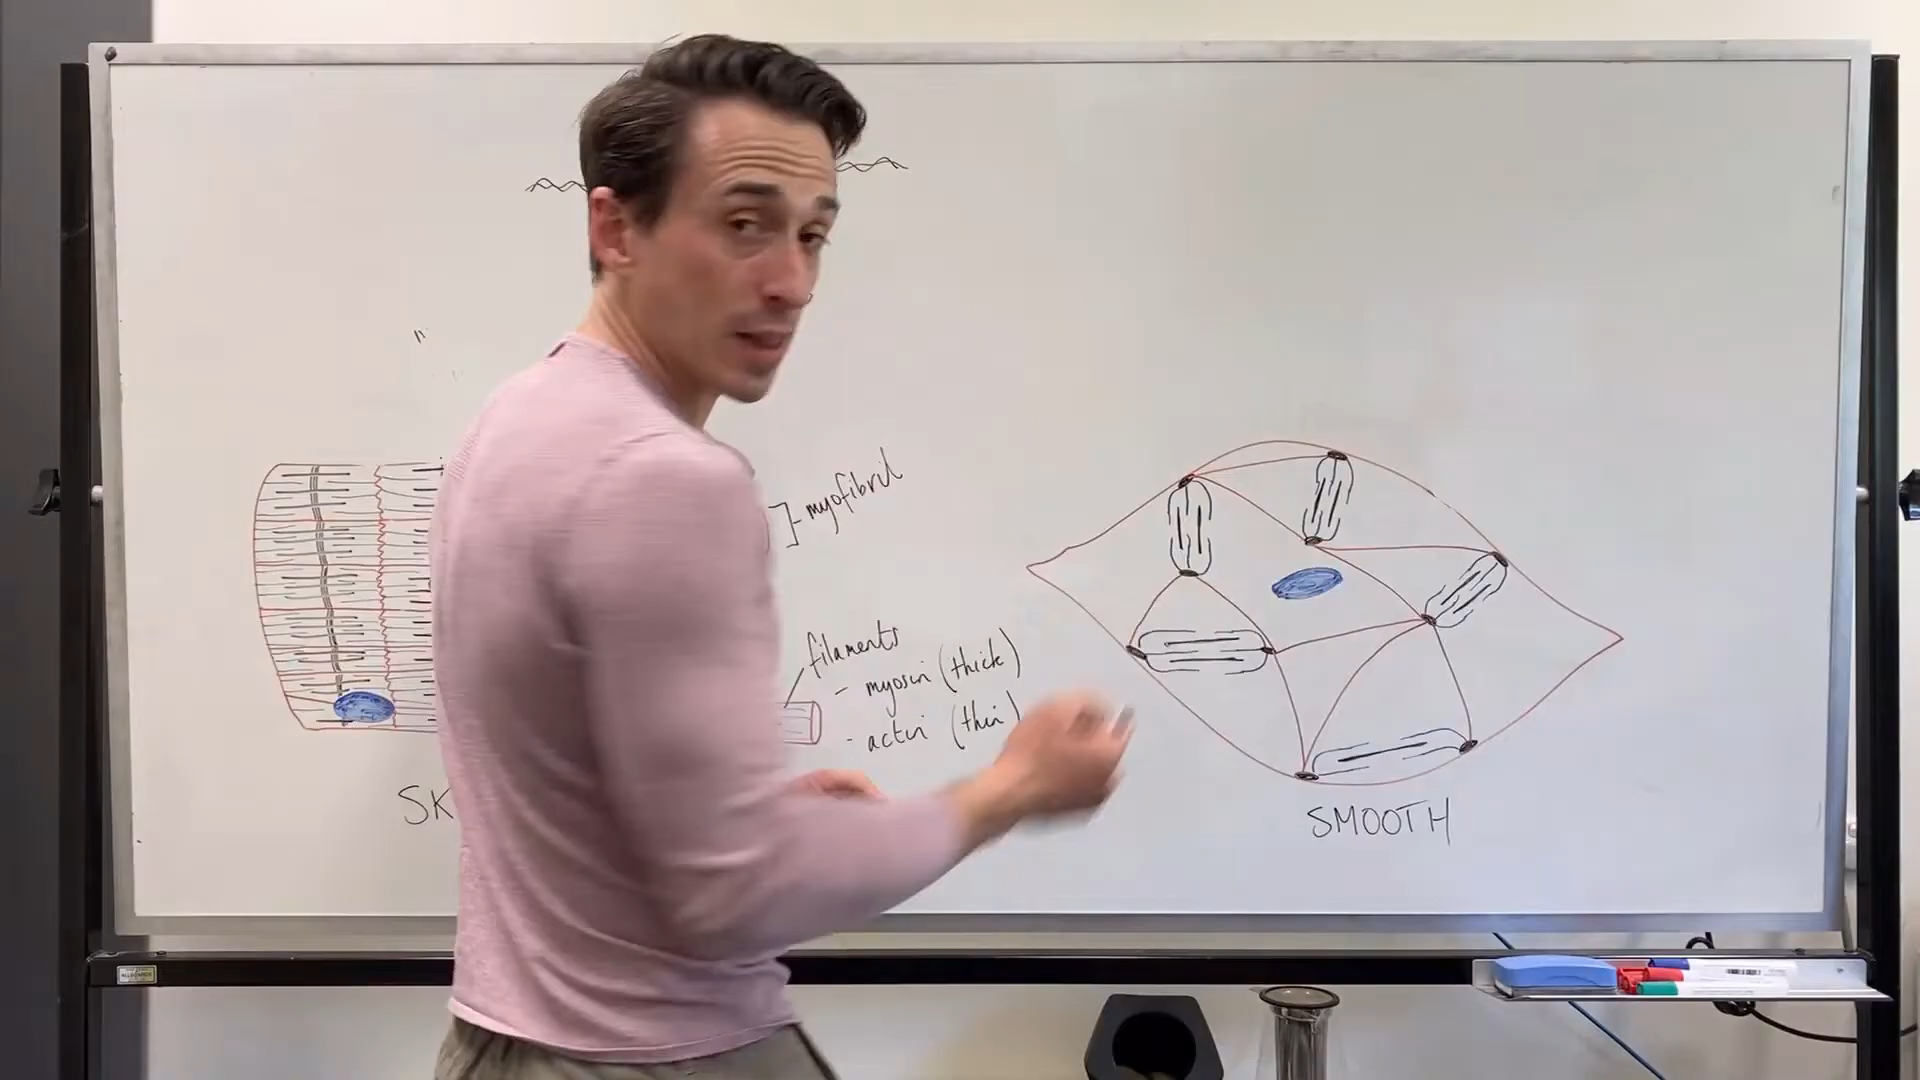 myofibril
filaments
- myosin (thick)
- actin (thin)
SK
SMOOTH